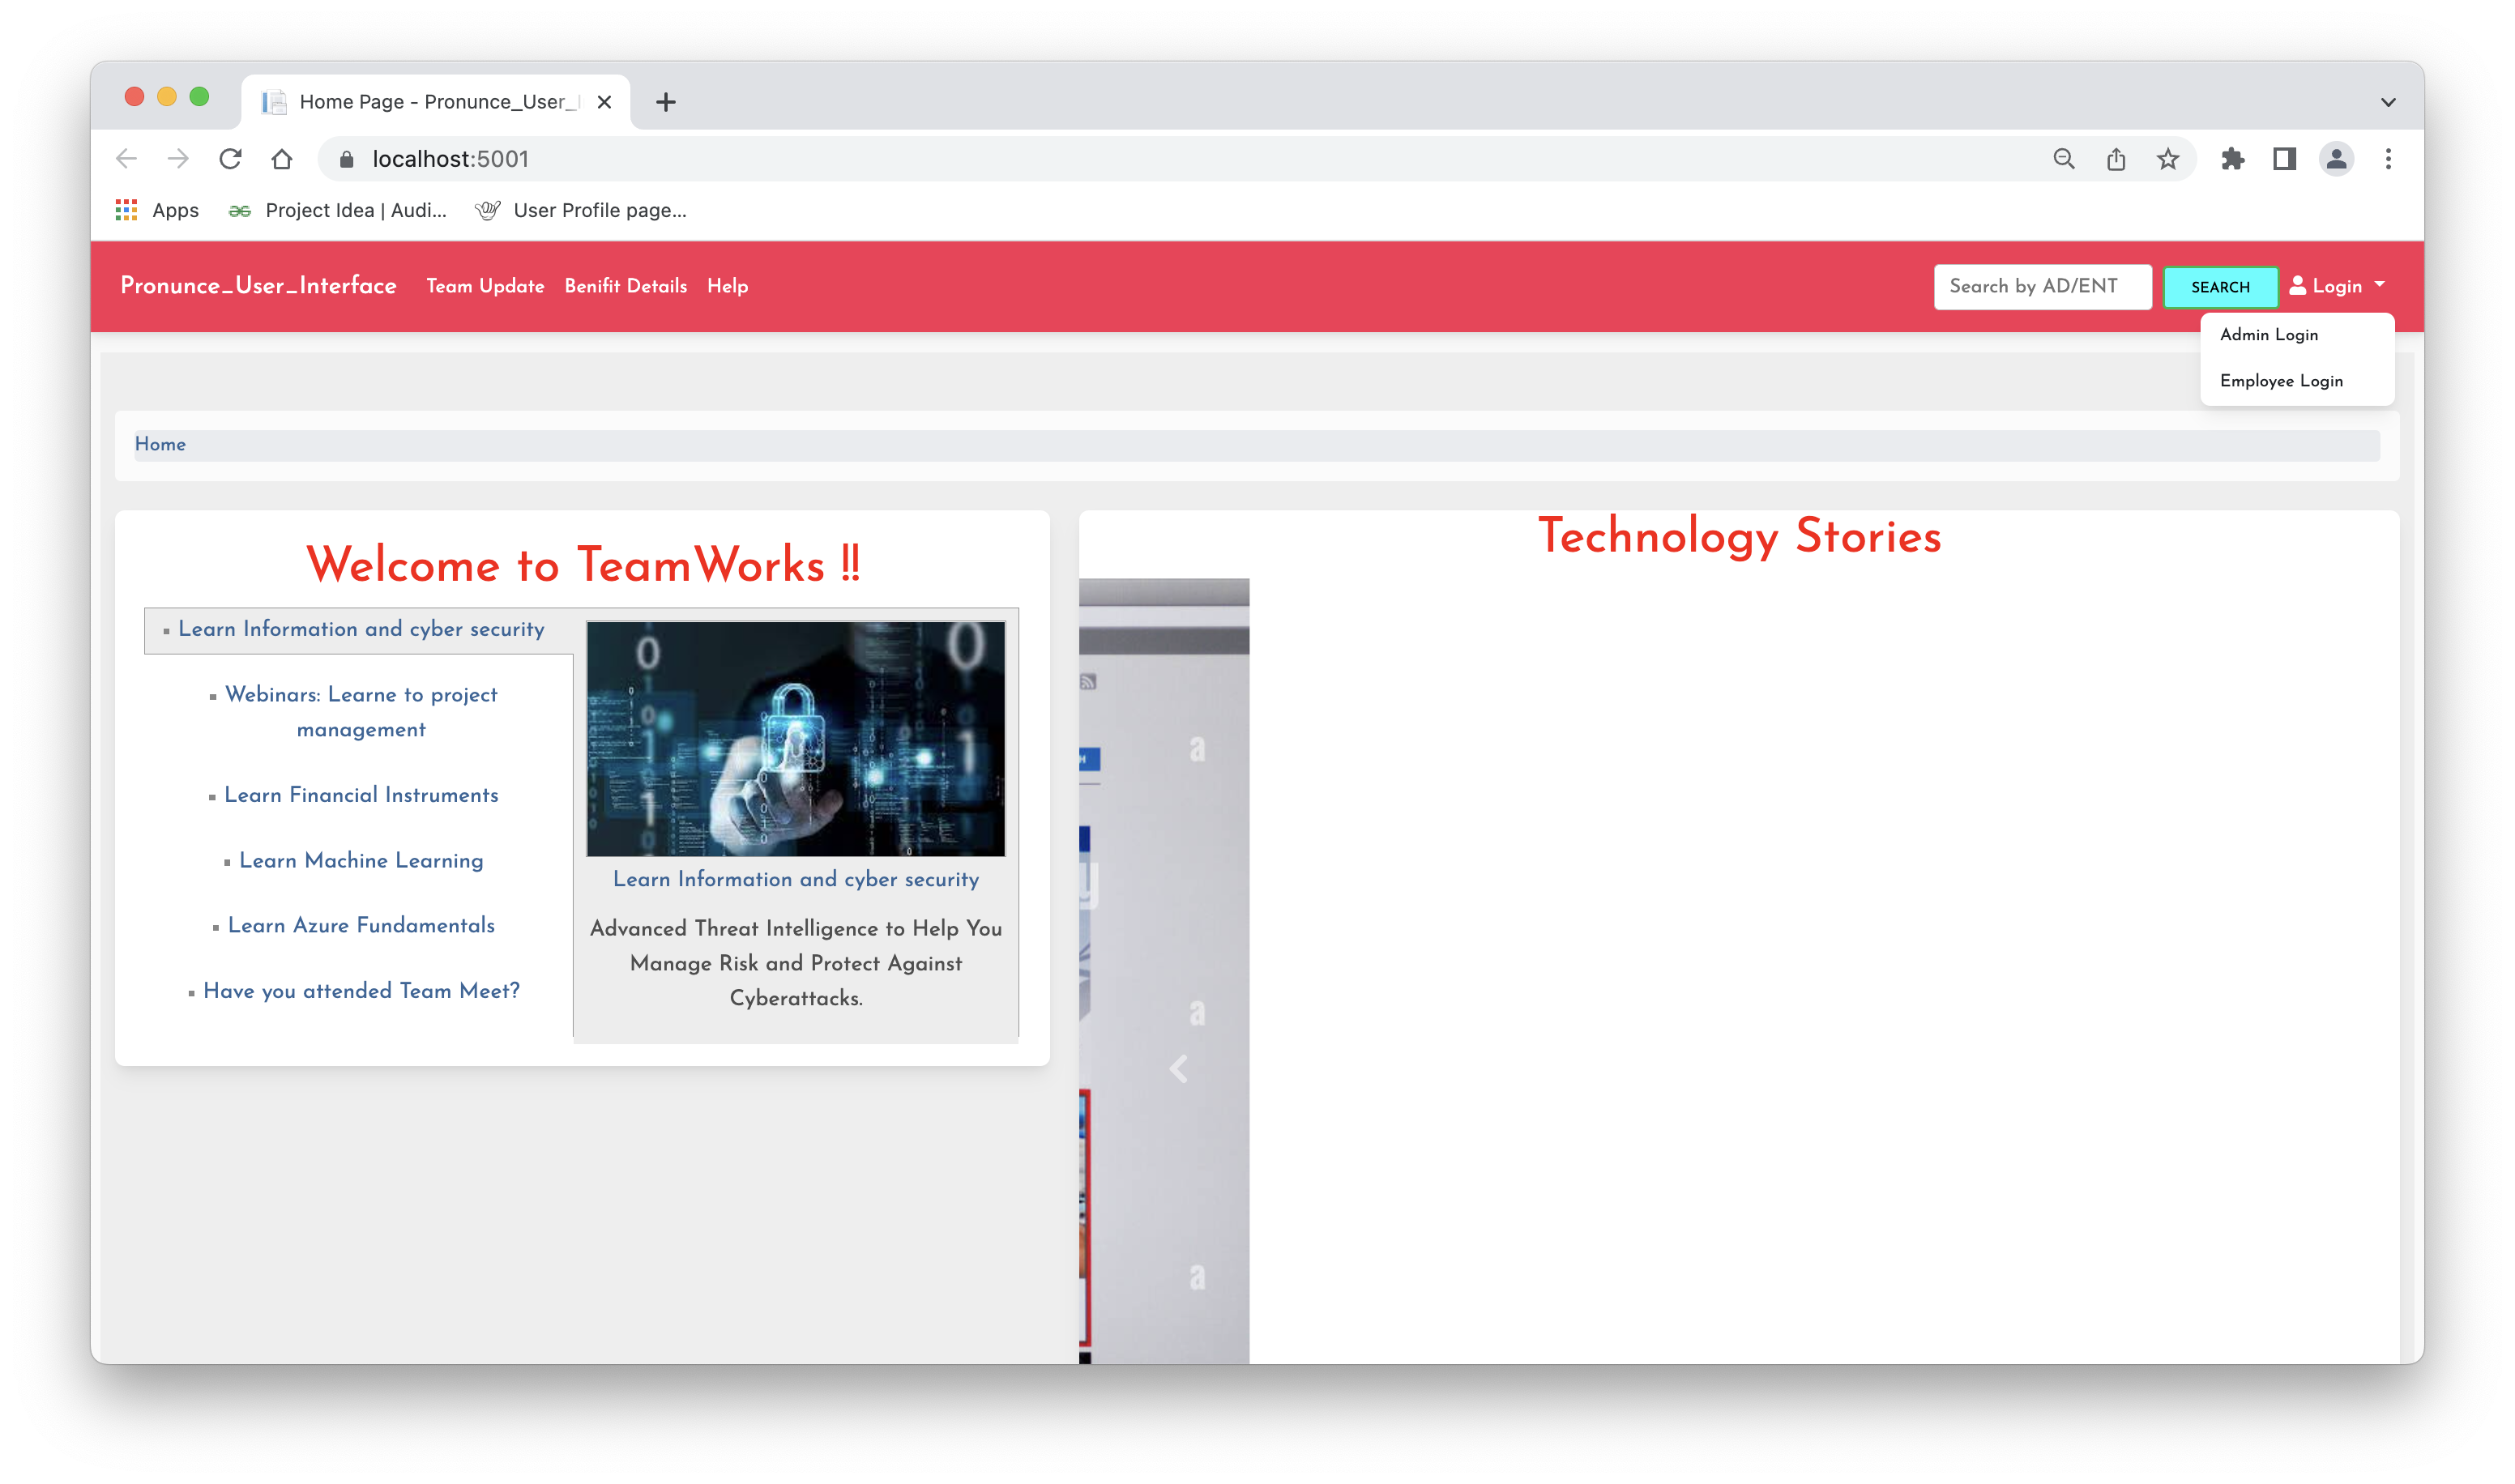 Home Page - Pronunce_User_
localhost:5001
Apps
Project Idea | Audi...
User Profile page...
Pronunce_User_Interface
Team Update
Benifit Details
Help
Search by AD/ENT
SEARCH
Login
Admin Login
Employee Login
Home
Welcome to TeamWorks !!
Learn Information and cyber security
Webinars: Learne to project
management
Learn Financial Instruments
Learn Machine Learning
Learn Azure Fundamentals
Have you attended Team Meet?
Learn Information and cyber security
Advanced Threat Intelligence to Help You
Manage Risk and Protect Against
Cyberattacks.
Technology Stories
a
a
a